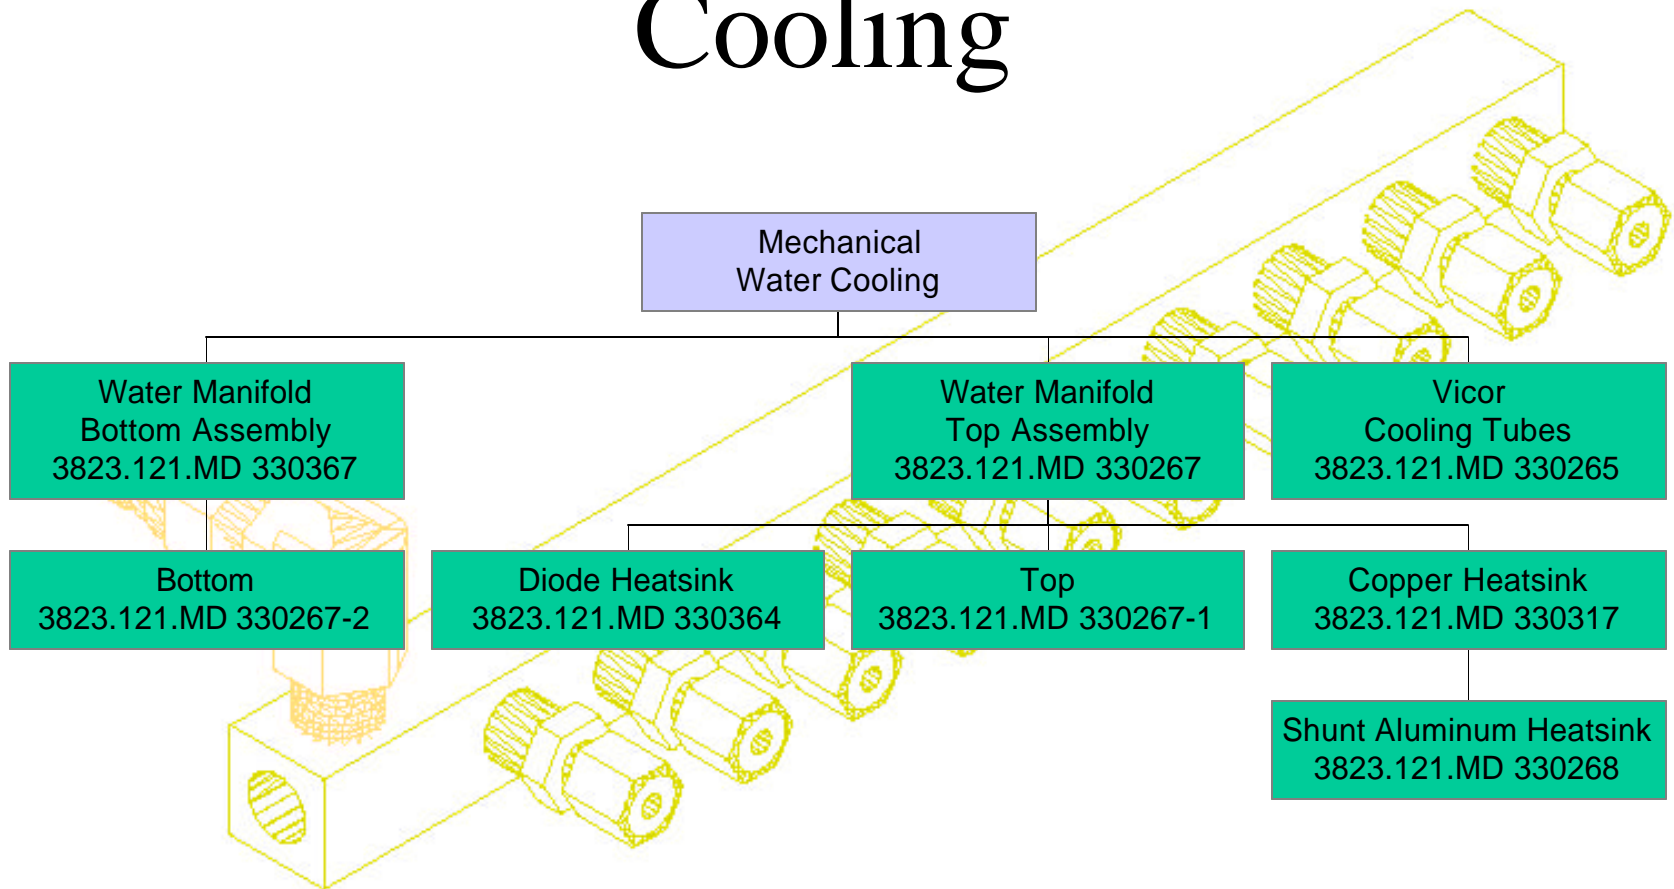 Cooling
Mechanical
Water Cooling
Water Manifold
Bottom Assembly
3823.121.MD 330367
Water Manifold
Top Assembly
3823.121.MD 330267
Vicor
Cooling Tubes
3823.121.MD 330265
Bottom
3823.121.MD 330267-2
Diode Heatsink
3823.121.MD 330364
Top
3823.121.MD 330267-1
Copper Heatsink
3823.121.MD 330317
Shunt Aluminum Heatsink
3823.121.MD 330268